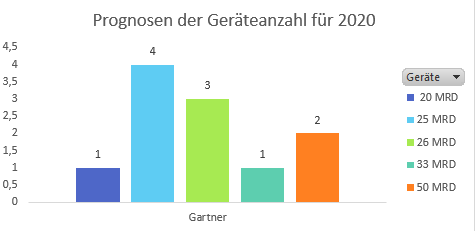 Prognosen der Geräteanzahl für 2020
4,5
4
3,5
3
2,5
2
1,5
1
0,5
0
1
4
3
1
2
Gartner
Geräte
20 MRD
25 MRD
26 MRD
33 MRD
50 MRD